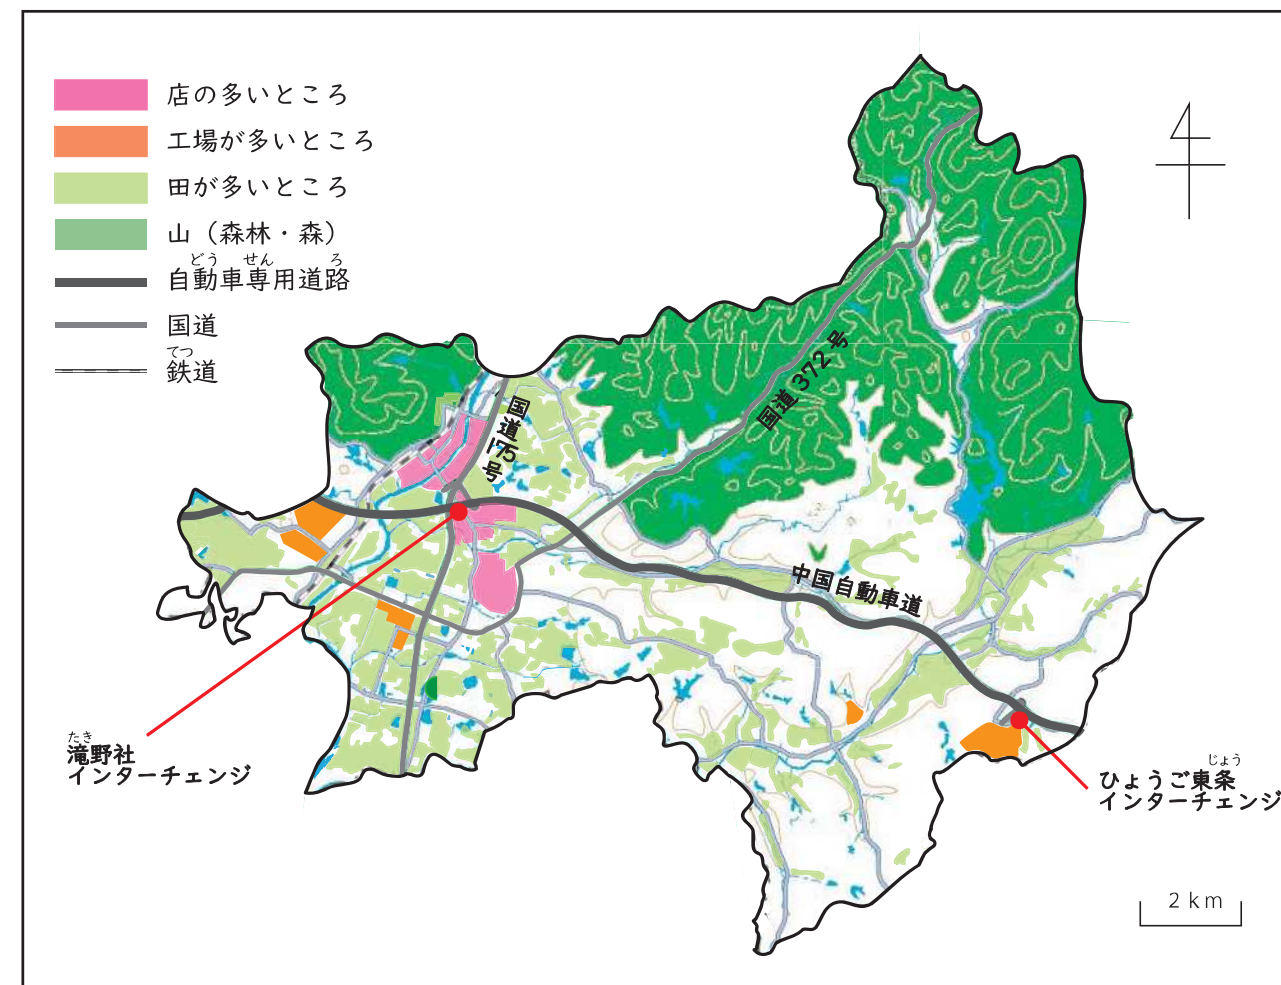 店の多いところ
工場が多いところ
田が多いところ
山（森林・森）
どう せん ろ
自動車専用道路
国道
てつ
鉄道
国道372号
国道175号
中国自動車道
たき
滝野社
インターチェンジ
じょう
ひょうご東条
インターチェンジ
2 km